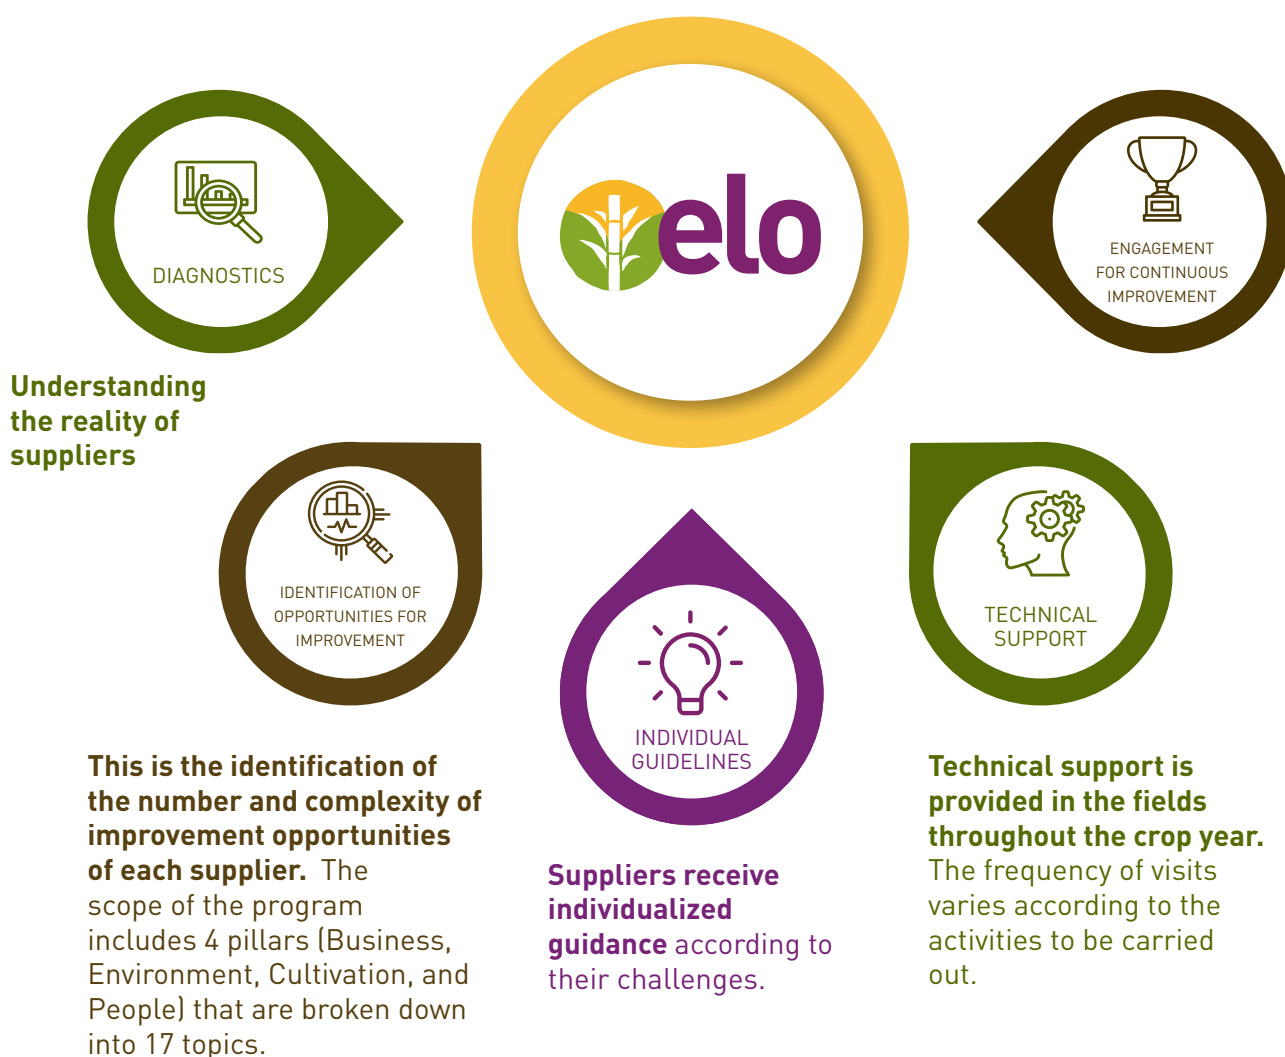 elo
DIAGNOSTICS
Understanding
the reality of
suppliers
IDENTIFICATION OF
OPPORTUNITIES FOR
IMPROVEMENT
This is the identification of
the number and complexity of
improvement opportunities
of each supplier. The
scope of the program
includes 4 pillars (Business,
Environment, Cultivation, and
People) that are broken down
into 17 topics.
INDIVIDUAL
GUIDELINES
Suppliers receive
individualized
guidance according to
their challenges.
TECHNICAL
SUPPORT
Technical support is
provided in the fields
throughout the crop year.
The frequency of visits
varies according to the
activities to be carried
out.
ENGAGEMENT
FOR CONTINUOUS
IMPROVEMENT